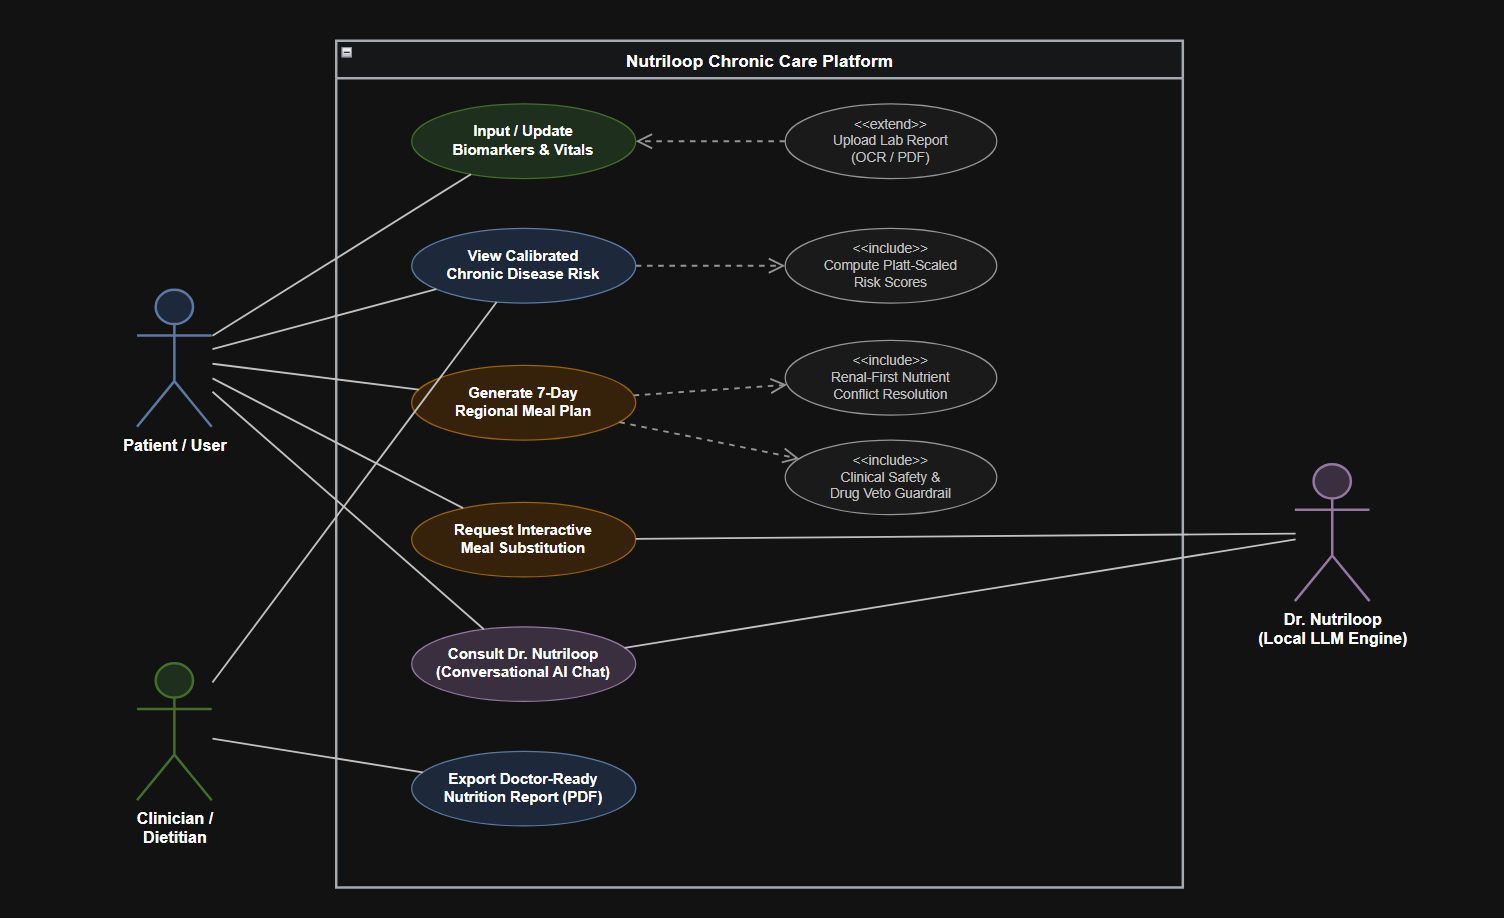 Nutriloop Chronic Care Platform
Input / Update
Biomarkers & Vitals
<<extend>>
Upload Lab Report
(OCR / PDF)
View Calibrated
Chronic Disease Risk
<<include>>
Compute Platt-Scaled
Risk Scores
Generate 7-Day
Regional Meal Plan
<<include>>
Renal-First Nutrient
Conflict Resolution
<<include>>
Clinical Safety &
Drug Veto Guardrail
Patient / User
Request Interactive
Meal Substitution
Dr. Nutriloop
(Local LLM Engine)
Consult Dr. Nutriloop
(Conversational AI Chat)
Export Doctor-Ready
Nutrition Report (PDF)
Clinician /
Dietitian